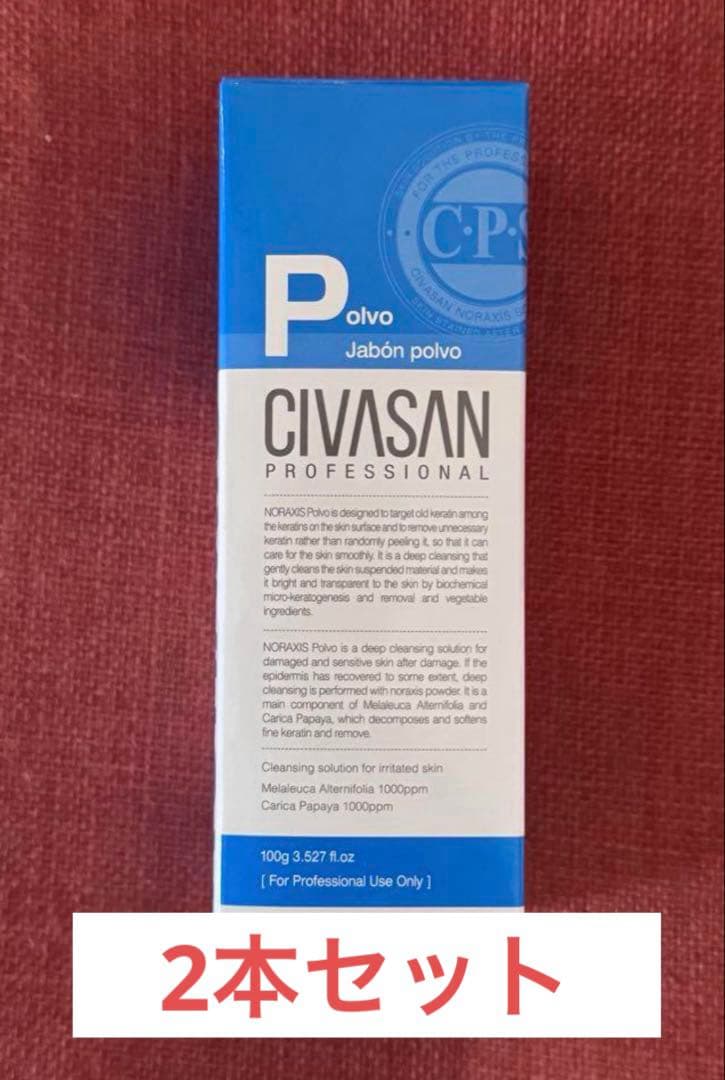 FOR THE PROFESS
C·P·S
CIVASAN NORAXIS S
Polvo
Jabón polvo
CIVASAN
PROFESSIONAL
NORAXIS Polvo is designed to target old keratin among
the keratins on the skin surface and to remove unnecessary
keratin rather than randomly peeling it, so that it can
care for the skin smoothly. It is a deep cleansing that
gently cleans the skin suspended material and makes
it bright and transparent to the skin by biochemical
micro-keratogenesis and removal and vegetable
ingredients.
NORAXIS Polvo is a deep cleansing solution for
damaged and sensitive skin after damage. If the
epidermis has recovered to some extent, deep
cleansing is performed with noraxis powder. It is a
main component of Melaleuca Alternifolia and
Carica Papaya, which decomposes and softens
fine keratin and remove.
Cleansing solution for irritated skin
Melaleuca Alternifolia 1000ppm
Carica Papaya 1000ppm
100g 3.527 fl.oz
[ For Professional Use Only ]
2本セット